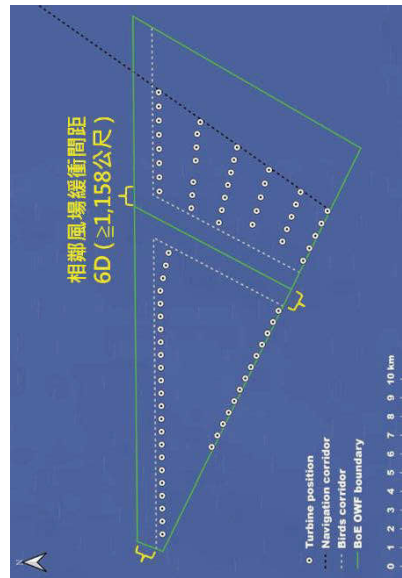 相鄰風場緩衝間距
6D（≧1,158公尺）
Turbine position
Navigation corridor
Birds corridor
BoE OWF boundary
0 1 2 3 4 5 6 7 8 9 10 km